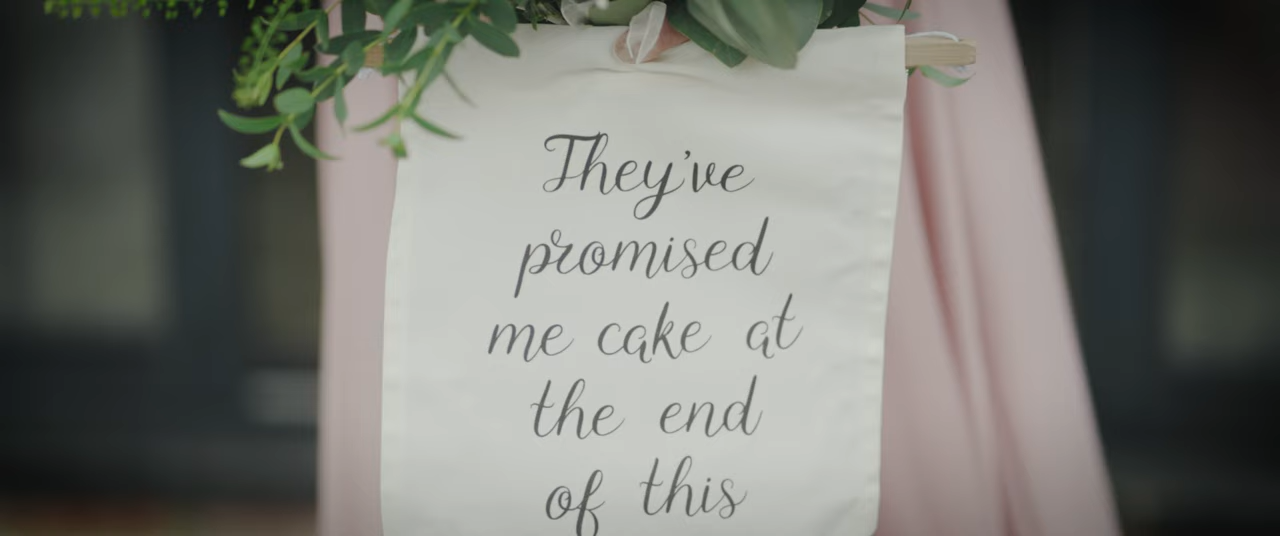 They've
promised
me cake at
the end
of this